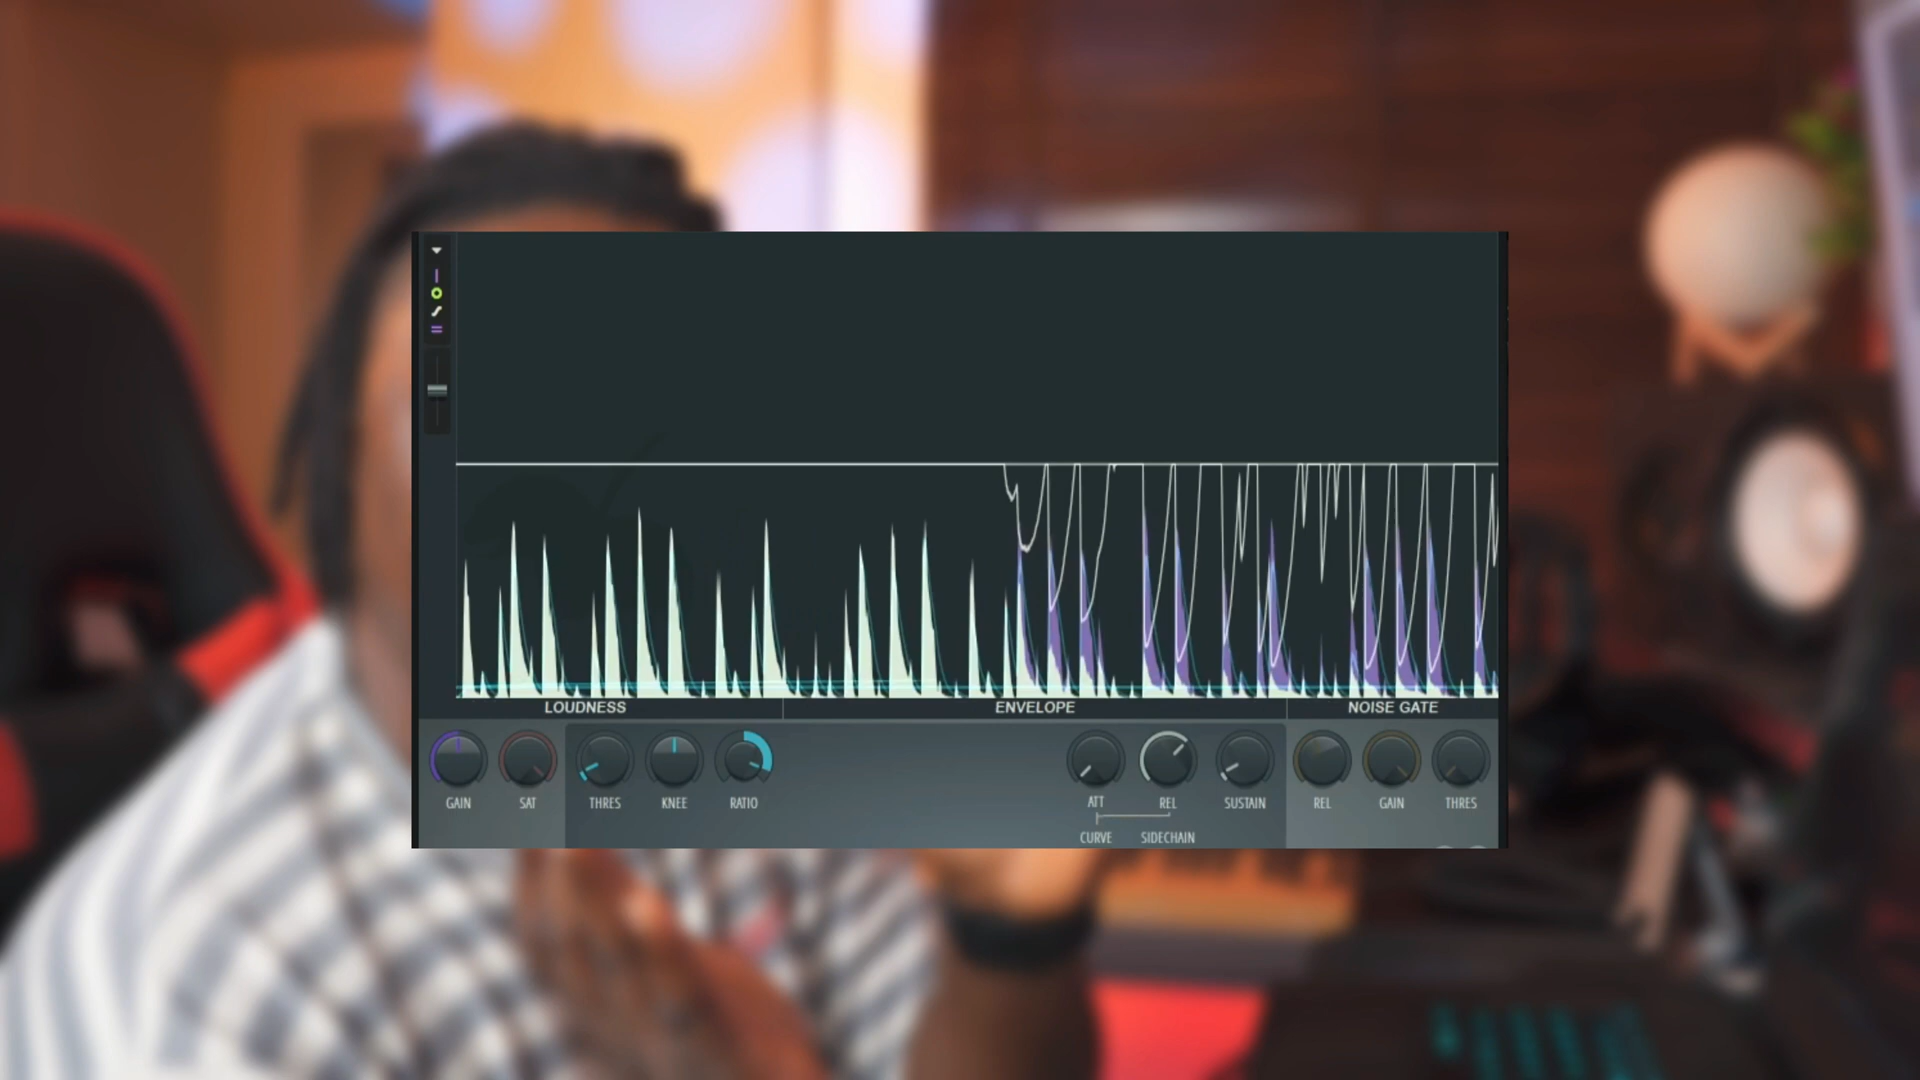 LOUDNESS ENVELOPE NOISE GATE
GAIN SAT THRES KNEE RATIO ATT REL SUSTAIN REL GAIN THRES
CURVE SIDECHAIN